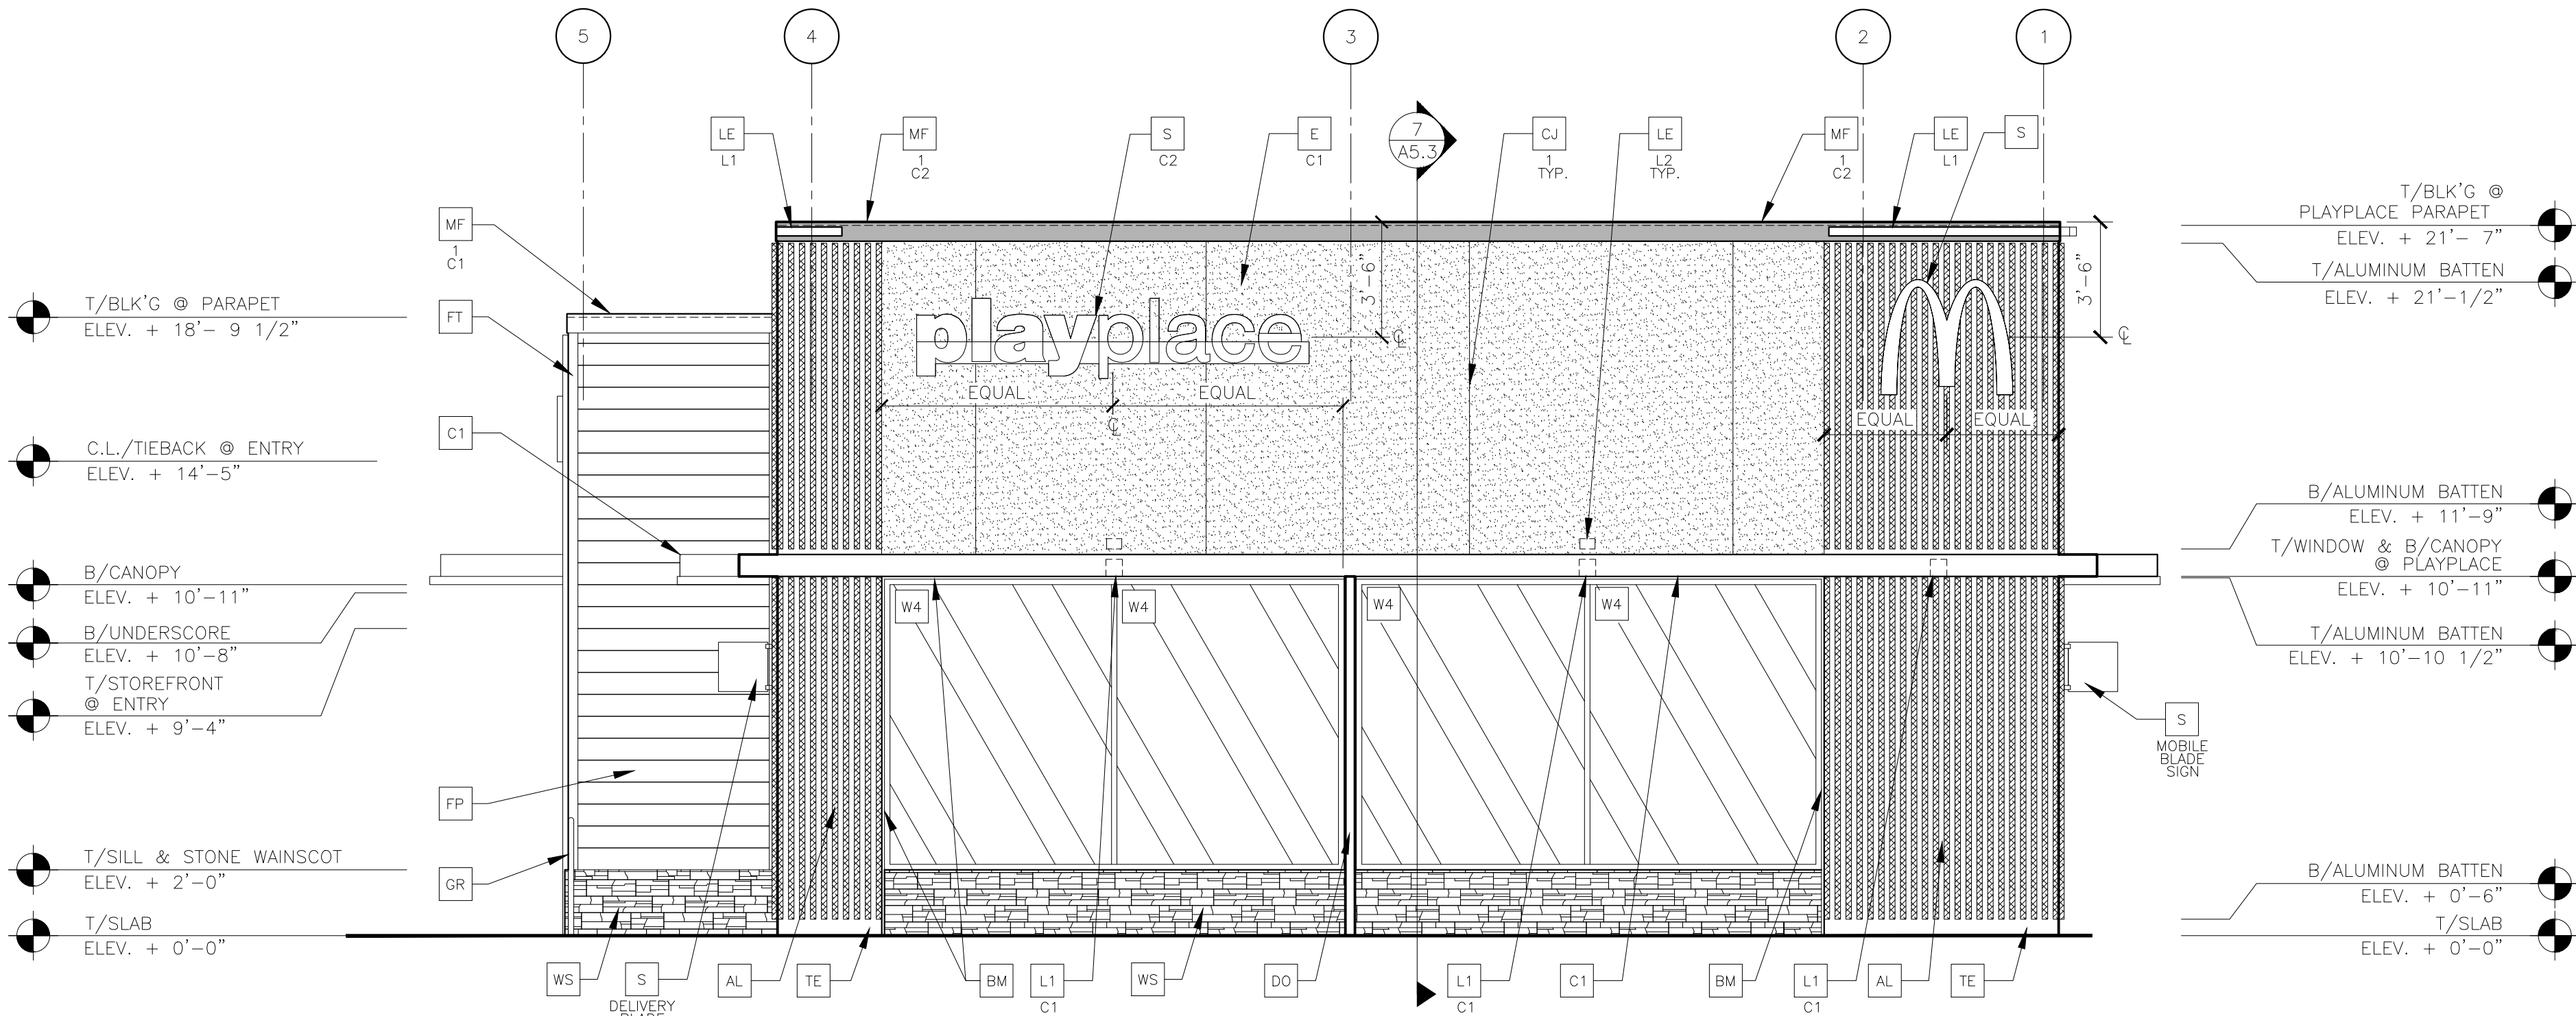 5
4
3
2
1
LE
L1
MF
1
C2
S
C2
E
C1
7
A5.3
CJ
1
TYP.
LE
L2
TYP.
MF
1
C2
LE
L1
S
MF
1
C1
FT
C1
FP
GR
T/BLK'G @ PARAPET
ELEV. + 18'- 9 1/2"
C.L./TIEBACK @ ENTRY
ELEV. + 14'-5"
B/CANOPY
ELEV. + 10'-11"
B/UNDERSCORE
ELEV. + 10'-8"
T/STOREFRONT
@ ENTRY
ELEV. + 9'-4"
T/SILL & STONE WAINSCOT
ELEV. + 2'-0"
T/SLAB
ELEV. + 0'-0"
playplace
3'-6"
℄
EQUAL
EQUAL
℄
3'-6"
℄
EQUAL
EQUAL
W4
W4
W4
W4
T/BLK'G @
PLAYPLACE PARAPET
ELEV. + 21'- 7"
T/ALUMINUM BATTEN
ELEV. + 21'-1/2"
B/ALUMINUM BATTEN
ELEV. + 11'-9"
T/WINDOW & B/CANOPY
@ PLAYPLACE
ELEV. + 10'-11"
T/ALUMINUM BATTEN
ELEV. + 10'-10 1/2"
S
MOBILE
BLADE
SIGN
B/ALUMINUM BATTEN
ELEV. + 0'-6"
T/SLAB
ELEV. + 0'-0"
WS
S
DELIVERY
BLADE
AL
TE
BM
L1
C1
WS
DO
L1
C1
C1
BM
L1
C1
AL
TE